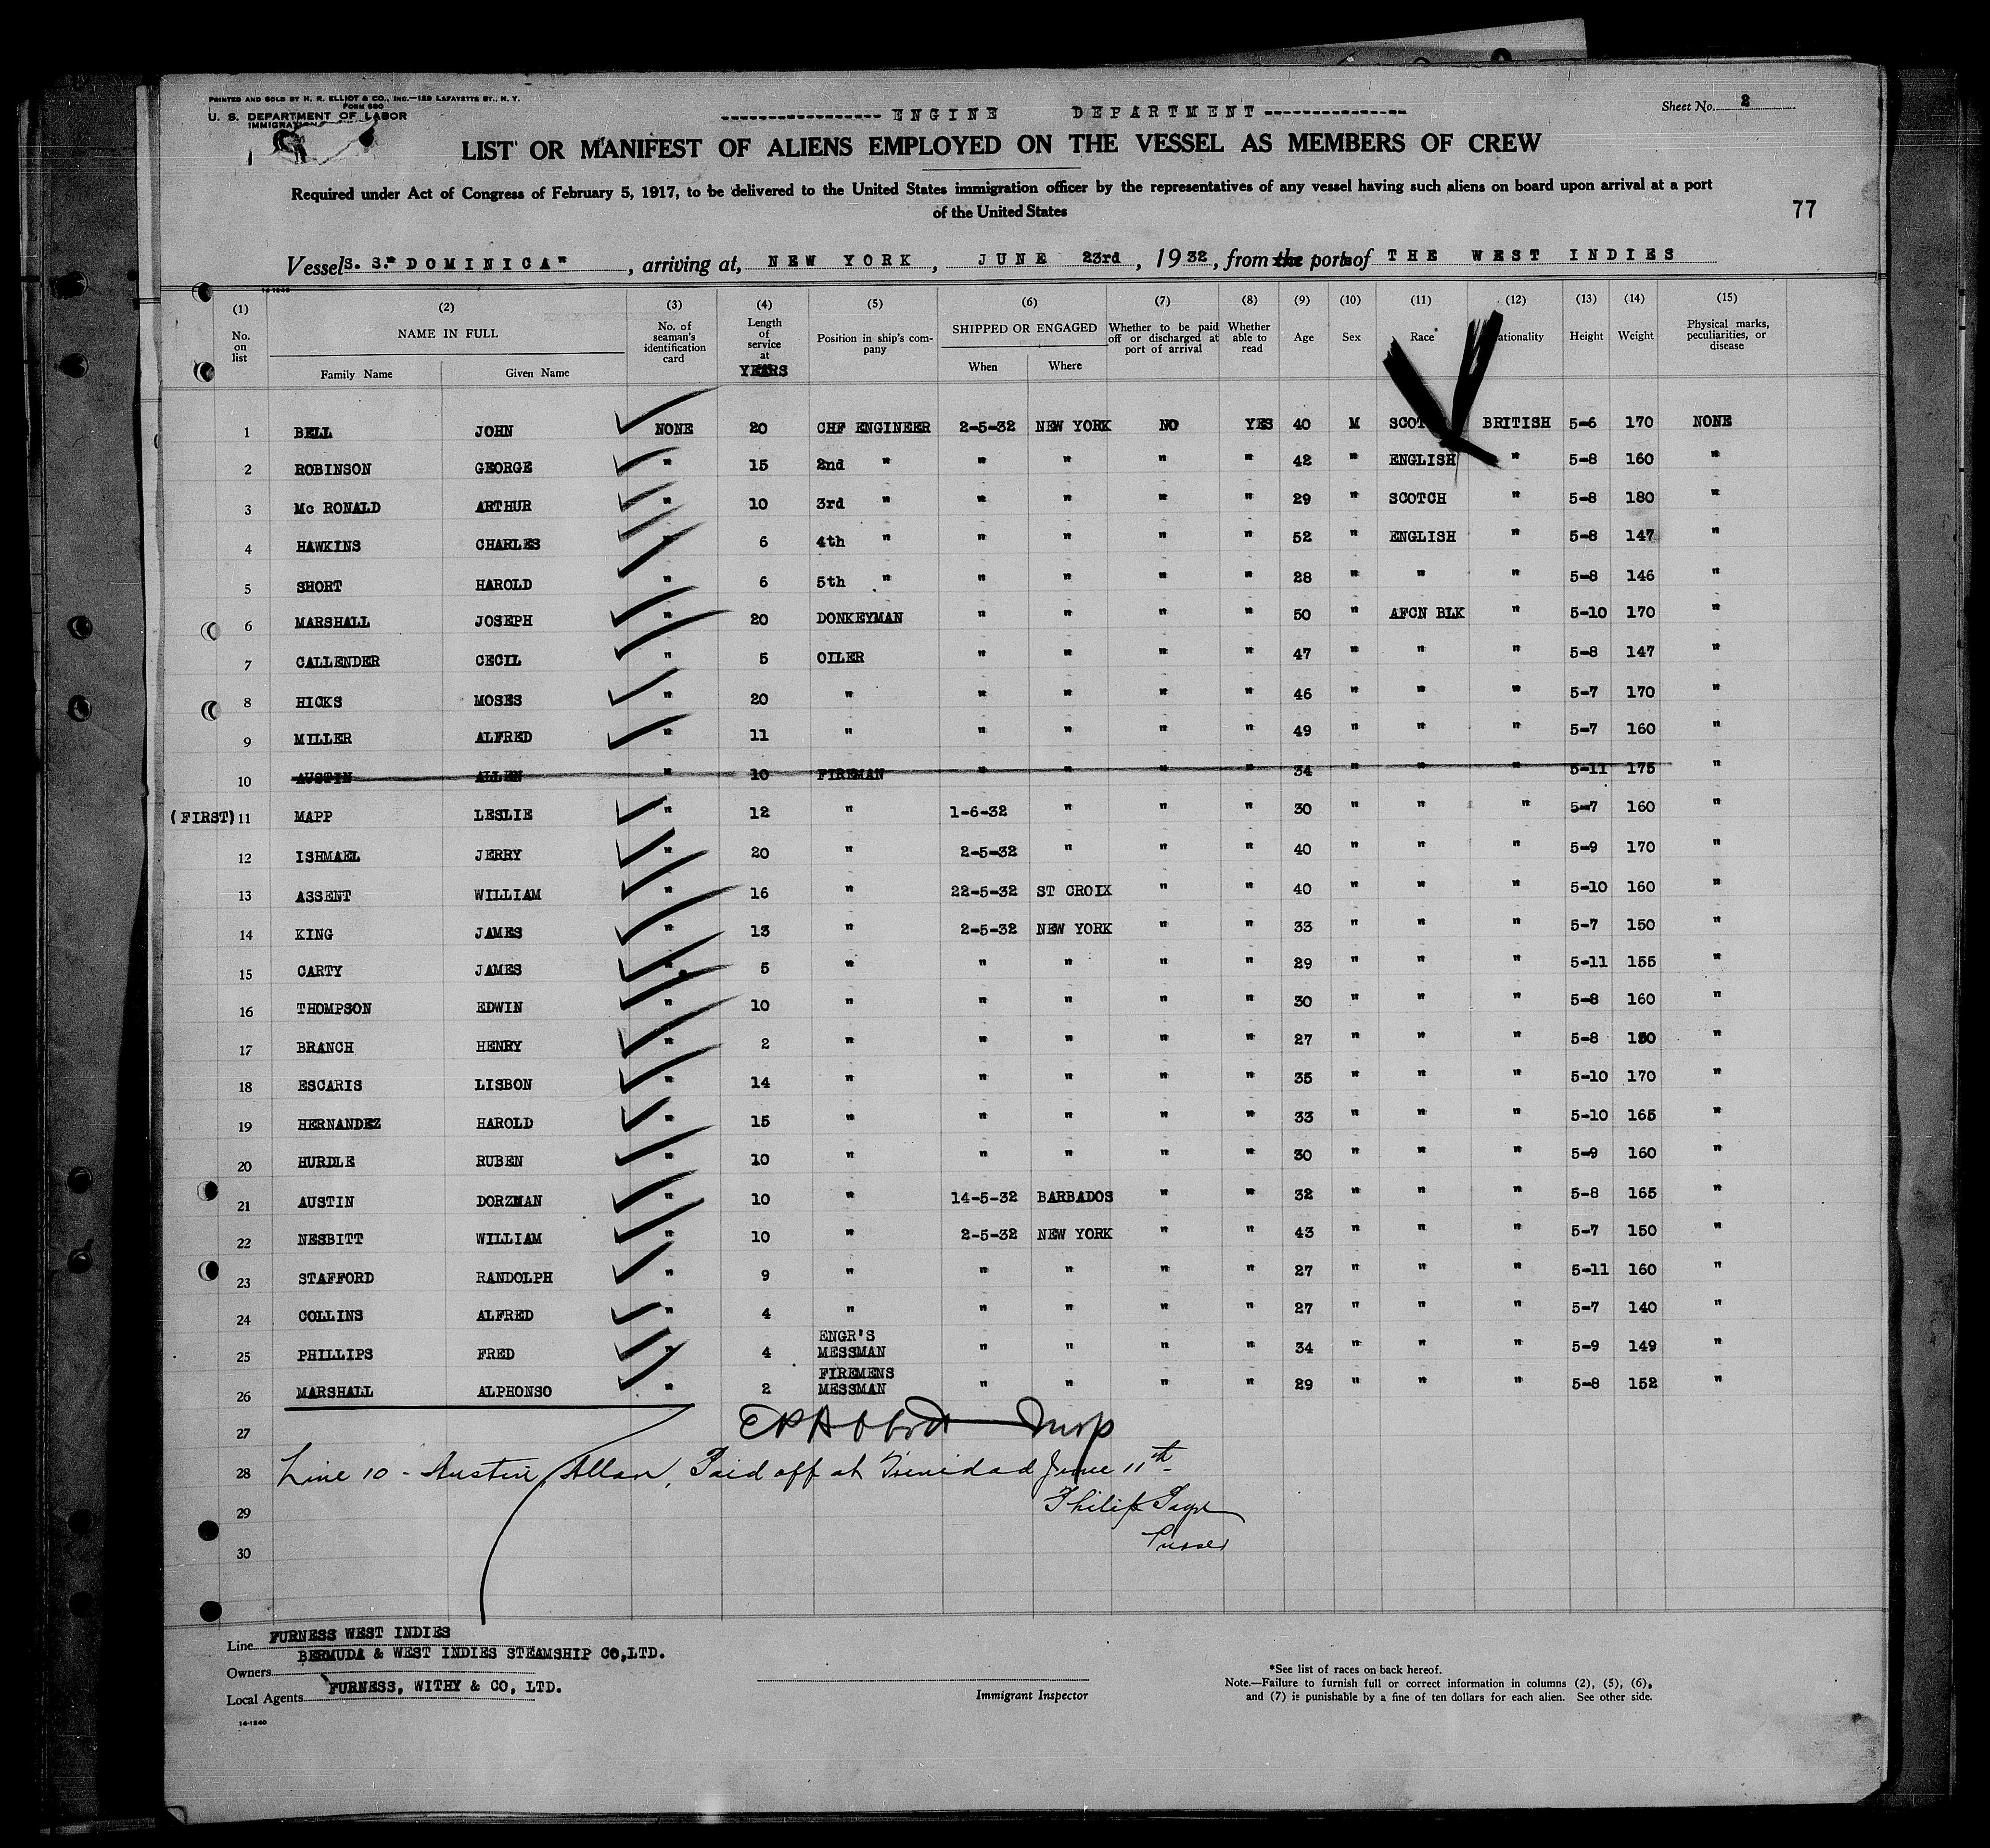 PRINTED AND SOLD BY H. R. ELLIOT & CO., INC.—129 LAFAYETTE ST., N. Y.
FORM 680
U. S. DEPARTMENT OF LABOR
IMMIGRATION
----------------- ENGINE DEPARTMENT ---------------
Sheet No. 2
LIST OR MANIFEST OF ALIENS EMPLOYED ON THE VESSEL AS MEMBERS OF CREW
Required under Act of Congress of February 5, 1917, to be delivered to the United States immigration officer by the representatives of any vessel having such aliens on board upon arrival at a port
of the United States
77
Vessel S. S. "DOMINICA", arriving at, NEW YORK, JUNE 23rd, 1932, from the ports of THE WEST INDIES
14-1240
(1) (2) (3) (4) (5) (6) (7) (8) (9) (10) (11) (12) (13) (14) (15)
No. on list NAME IN FULL No. of seaman's identification card Length of service at YEARS Position in ship's company SHIPPED OR ENGAGED Whether to be paid off or discharged at port of arrival Whether able to read Age Sex Race* ationality Height Weight Physical marks, peculiarities, or disease
Family Name Given Name When Where
1 BELL JOHN NONE 20 CHF ENGINEER 2-5-32 NEW YORK NO YES 40 M SCOT BRITISH 5-6 170 NONE
2 ROBINSON GEORGE " 15 2nd " " " " " 42 " ENGLISH " 5-8 160 "
3 Mc RONALD ARTHUR " 10 3rd " " " " " 29 " SCOTCH " 5-8 180 "
4 HAWKINS CHARLES " 6 4th " " " " " 52 " ENGLISH " 5-8 147 "
5 SHORT HAROLD " 6 5th " " " " " 28 " " " 5-8 146 "
6 MARSHALL JOSEPH " 20 DONKEYMAN " " " " 50 " AFCN BLK " 5-10 170 "
7 CALLENDER CECIL " 5 OILER " " " " 47 " " " 5-8 147 "
8 HICKS MOSES " 20 " " " " " 46 " " " 5-7 170 "
9 MILLER ALFRED " 11 " " " " " 49 " " " 5-7 160 "
10 AUSTIN ALLEN " 10 FIREMAN " " " " 34 " " " 5-11 175 "
(FIRST) 11 MAPP LESLIE " 12 " 1-6-32 " " " 30 " " " 5-7 160 "
12 ISHMAEL JERRY " 20 " 2-5-32 " " " 40 " " " 5-9 170 "
13 ASSENT WILLIAM " 16 " 22-5-32 ST CROIX " " 40 " " " 5-10 160 "
14 KING JAMES " 13 " 2-5-32 NEW YORK " " 33 " " " 5-7 150 "
15 CARTY JAMES " 5 " " " " " 29 " " " 5-11 155 "
16 THOMPSON EDWIN " 10 " " " " " 30 " " " 5-8 160 "
17 BRANCH HENRY " 2 " " " " " 27 " " " 5-8 150 "
18 ESCARIS LISBON " 14 " " " " " 35 " " " 5-10 170 "
19 HERNANDEZ HAROLD " 15 " " " " " 33 " " " 5-10 165 "
20 HURDLE RUBEN " 10 " " " " " 30 " " " 5-9 160 "
21 AUSTIN DORZMAN " 10 " 14-5-32 BARBADOS " " 32 " " " 5-8 165 "
22 NESBITT WILLIAM " 10 " 2-5-32 NEW YORK " " 43 " " " 5-7 150 "
23 STAFFORD RANDOLPH " 9 " " " " " 27 " " " 5-11 160 "
24 COLLINS ALFRED " 4 " " " " " 27 " " " 5-7 140 "
25 PHILLIPS FRED " 4 ENGR'S MESSMAN " " " " 34 " " " 5-9 149 "
26 MARSHALL ALPHONSO " 2 FIREMENS MESSMAN " " " " 29 " " " 5-8 152 "
27
28 Line 10 - Austin Allan, Paid off at Trinidad June 11th
29 Philip
30 Purser
Line FURNESS WEST INDIES
Owners BERMUDA & WEST INDIES STEAMSHIP CO,LTD.
Local Agents FURNESS, WITHY & CO, LTD.
Immigrant Inspector
*See list of races on back hereof.
Note.—Failure to furnish full or correct information in columns (2), (5), (6), and (7) is punishable by a fine of ten dollars for each alien. See other side.
14-1240